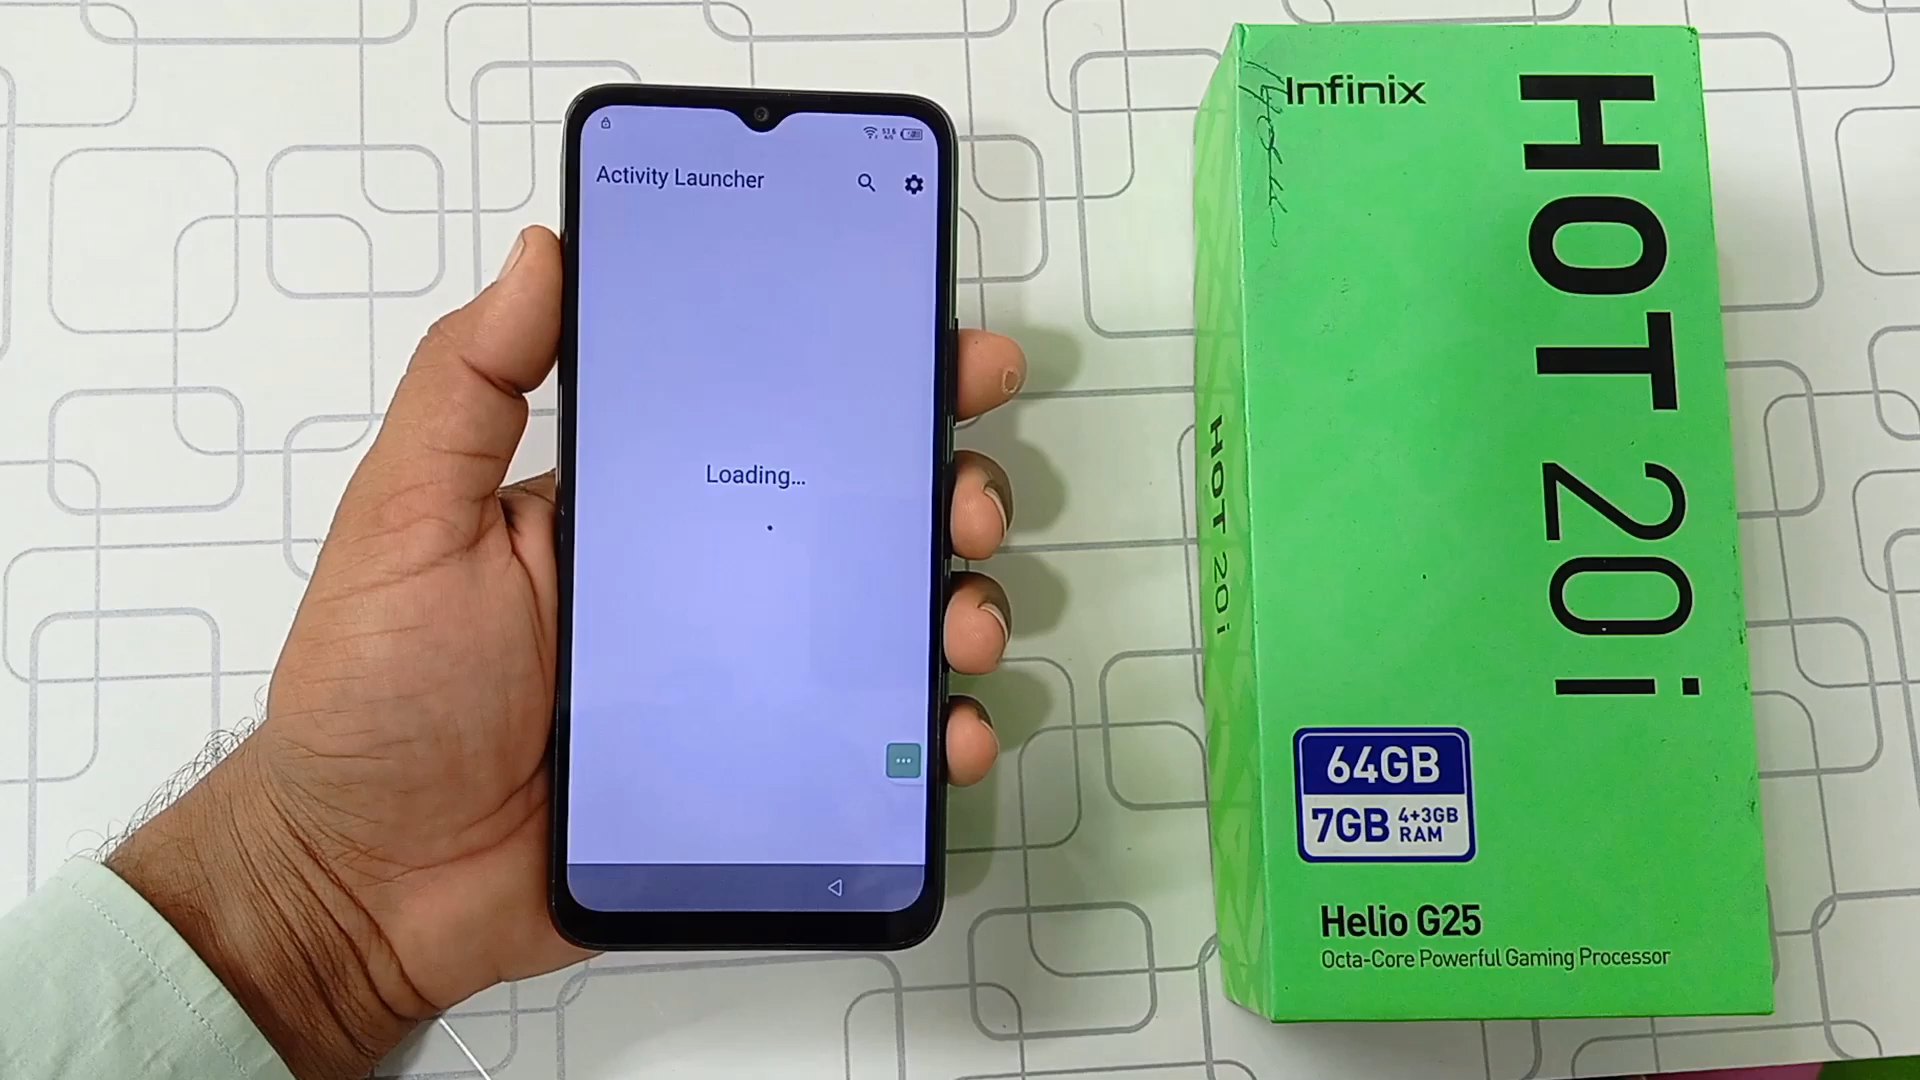 Activity Launcher
Loading...
Infinix
HOT 20i
HOT 20i
64GB
7GB 4+3GB RAM
Helio G25
Octa-Core Powerful Gaming Processor